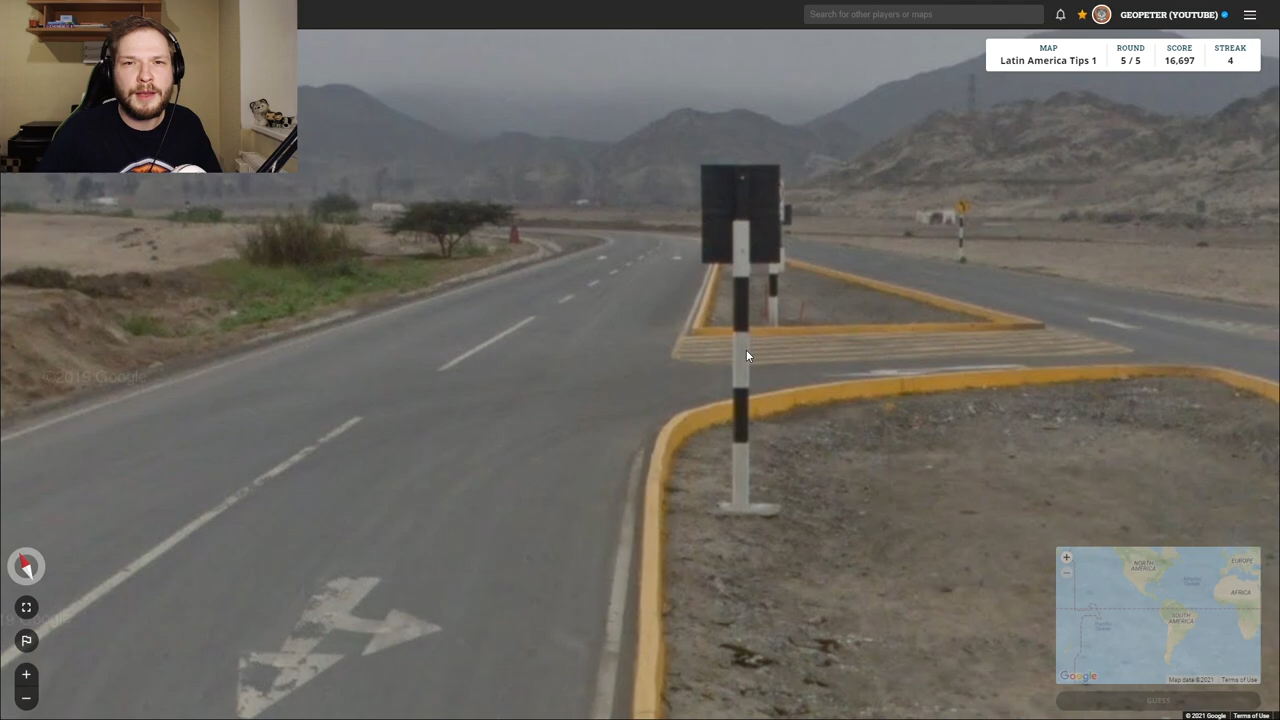 Search for other players or maps
GEOPETER (YOUTUBE)
MAP
Latin America Tips 1
ROUND
5 / 5
SCORE
16,697
STREAK
4
© 2019 Google
NORTH AMERICA
EUROPE
AFRICA
SOUTH AMERICA
Google
Map data ©2021
Terms of Use
GUESS
© 2021 Google
Terms of Use